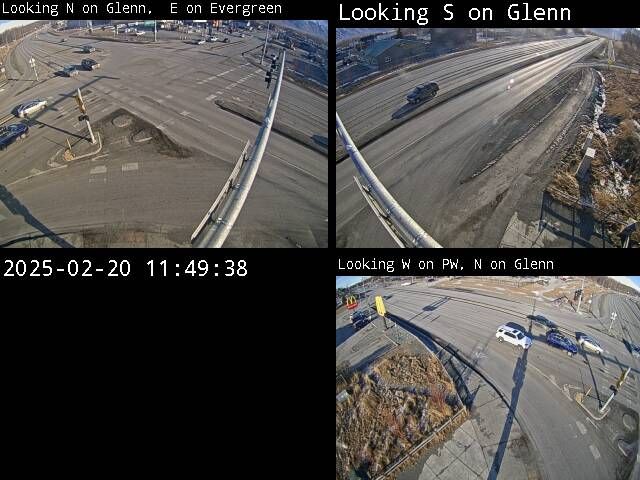 Looking N on Glenn,  E on Evergreen
Looking S on Glenn
2025-02-20 11:49:38
Looking W on PW, N on Glenn